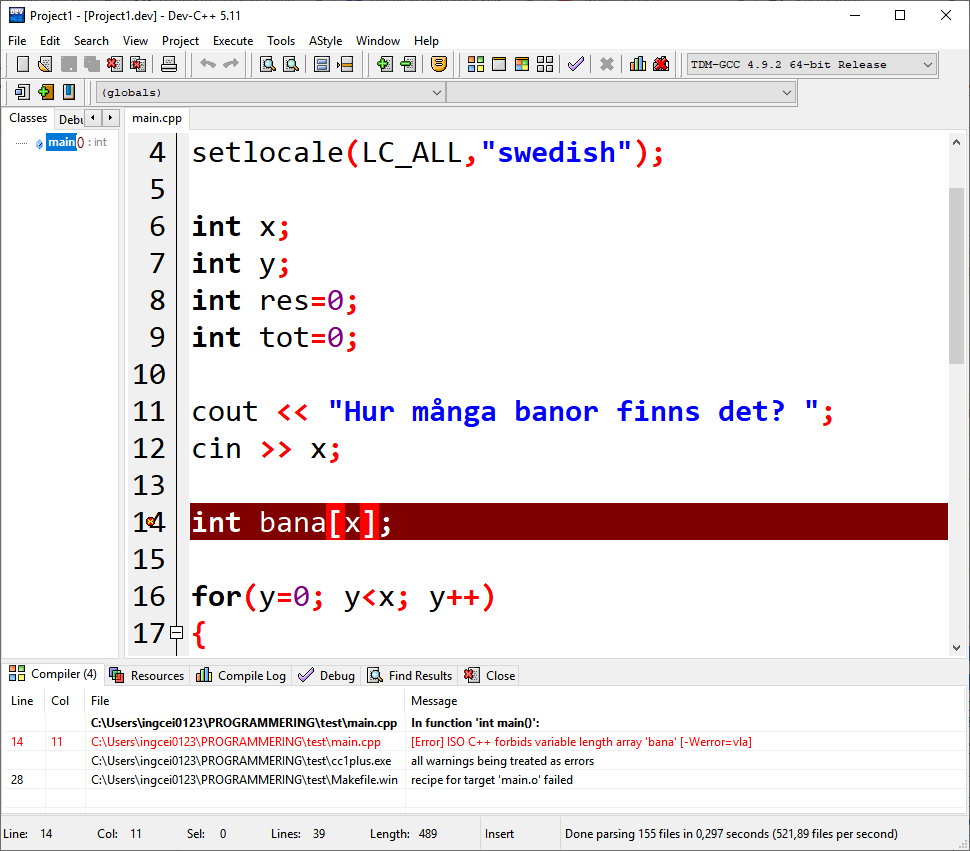 Project1 - [Project1.dev] - Dev-C++ 5.11
File Edit Search View Project Execute Tools AStyle Window Help
TDM-GCC 4.9.2 64-bit Release
(globals)
Classes Debu main.cpp
main() : int
4 setlocale(LC_ALL,"swedish");
5
6 int x;
7 int y;
8 int res=0;
9 int tot=0;
10
11 cout << "Hur många banor finns det? ";
12 cin >> x;
13
14 int bana[x];
15
16 for(y=0; y<x; y++)
17 {
Compiler (4) Resources Compile Log Debug Find Results Close
Line Col File Message
C:\Users\ingcei0123\PROGRAMMERING\test\main.cpp In function 'int main()':
14 11 C:\Users\ingcei0123\PROGRAMMERING\test\main.cpp [Error] ISO C++ forbids variable length array 'bana' [-Werror=vla]
C:\Users\ingcei0123\PROGRAMMERING\test\cc1plus.exe all warnings being treated as errors
28 C:\Users\ingcei0123\PROGRAMMERING\test\Makefile.win recipe for target 'main.o' failed
Line: 14 Col: 11 Sel: 0 Lines: 39 Length: 489 Insert Done parsing 155 files in 0,297 seconds (521,89 files per second)